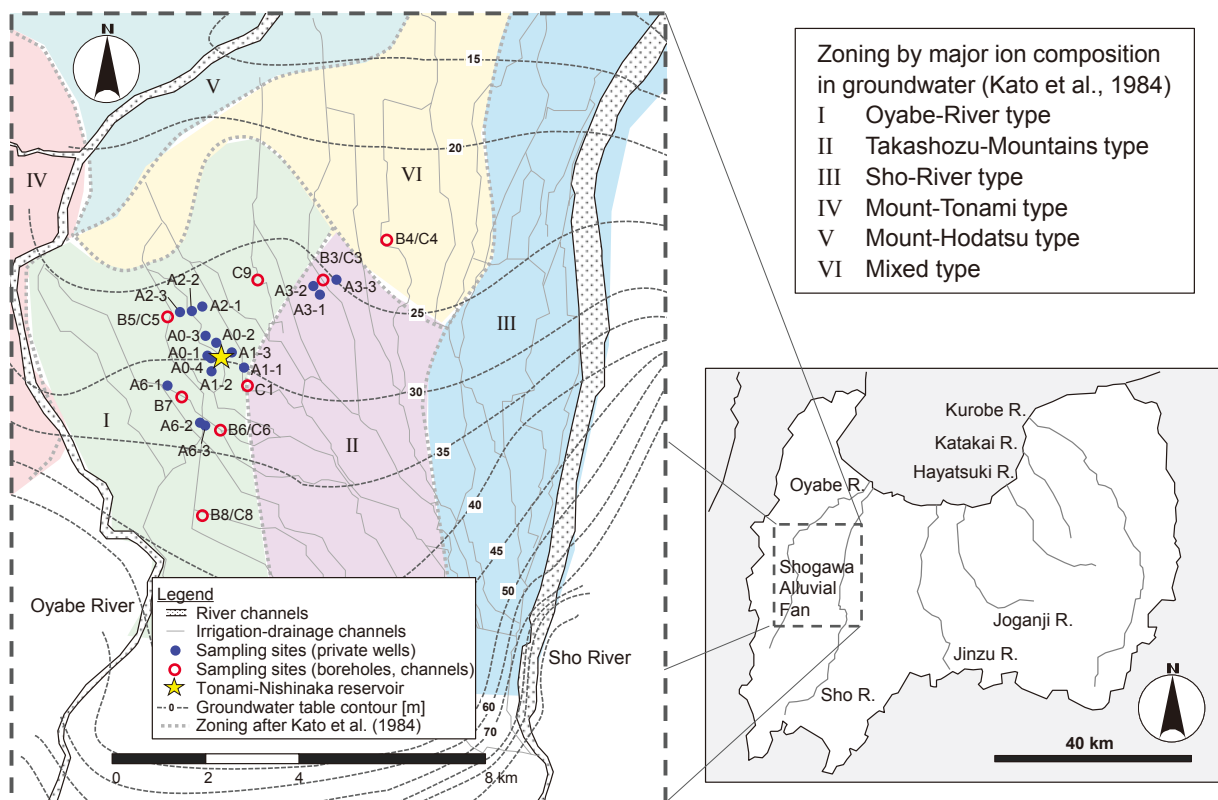 N
15
V
20
IV
VI
B4/C4
B3/C3
C9
A2-2
A3-2
A3-3
A2-3
A2-1
A3-1
25
B5/C5
III
A0-3
A0-2
A0-1
A1-3
A0-4
A1-1
A6-1
A1-2
C1
30
B7
I
A6-2
B6/C6
II
A6-3
35
40
B8/C8
45
50
Oyabe River
Sho River
60
70
Legend
River channels
Irrigation-drainage channels
Sampling sites (private wells)
Sampling sites (boreholes, channels)
Tonami-Nishinaka reservoir
0 Groundwater table contour [m]
Zoning after Kato et al. (1984)
0 2 4 8 km
Zoning by major ion composition
in groundwater (Kato et al., 1984)
I Oyabe-River type
II Takashozu-Mountains type
III Sho-River type
IV Mount-Tonami type
V Mount-Hodatsu type
VI Mixed type
Kurobe R.
Katakai R.
Hayatsuki R.
Oyabe R.
Shogawa
Alluvial
Fan
Joganji R.
Jinzu R.
Sho R.
N
40 km